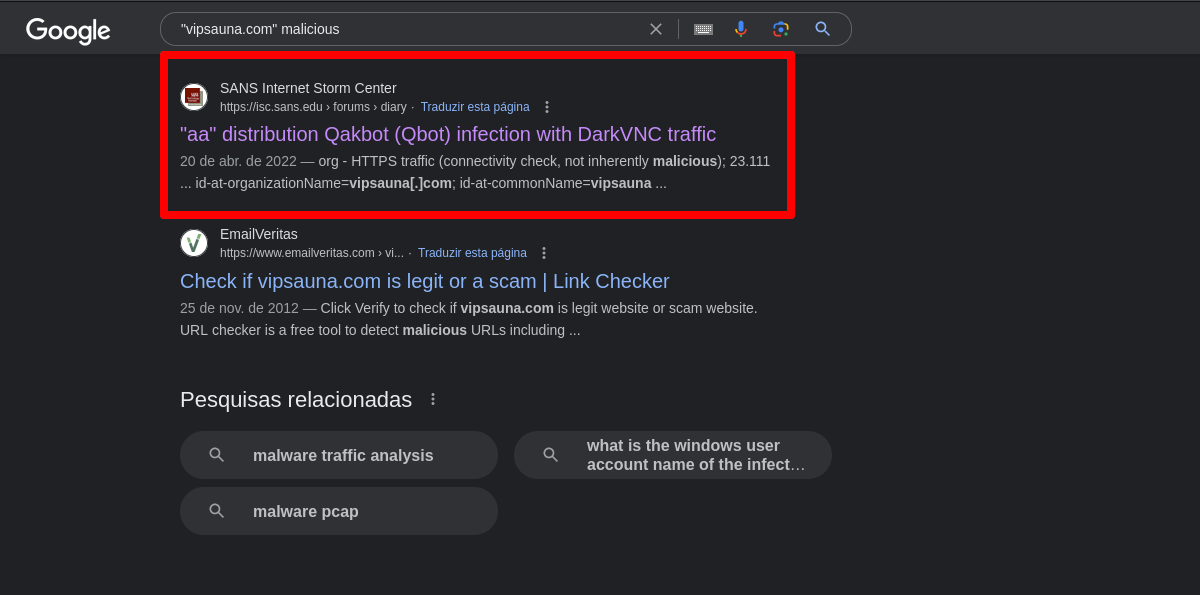 Google
"vipsauna.com" malicious
SANS Internet Storm Center
https://isc.sans.edu › forums › diary · Traduzir esta página
"aa" distribution Qakbot (Qbot) infection with DarkVNC traffic
20 de abr. de 2022 — org - HTTPS traffic (connectivity check, not inherently malicious); 23.111
... id-at-organizationName=vipsauna[.]com; id-at-commonName=vipsauna ...
EmailVeritas
https://www.emailveritas.com › vi... · Traduzir esta página
Check if vipsauna.com is legit or a scam | Link Checker
25 de nov. de 2012 — Click Verify to check if vipsauna.com is legit website or scam website.
URL checker is a free tool to detect malicious URLs including ...
Pesquisas relacionadas
malware traffic analysis
what is the windows user
account name of the infect...
malware pcap